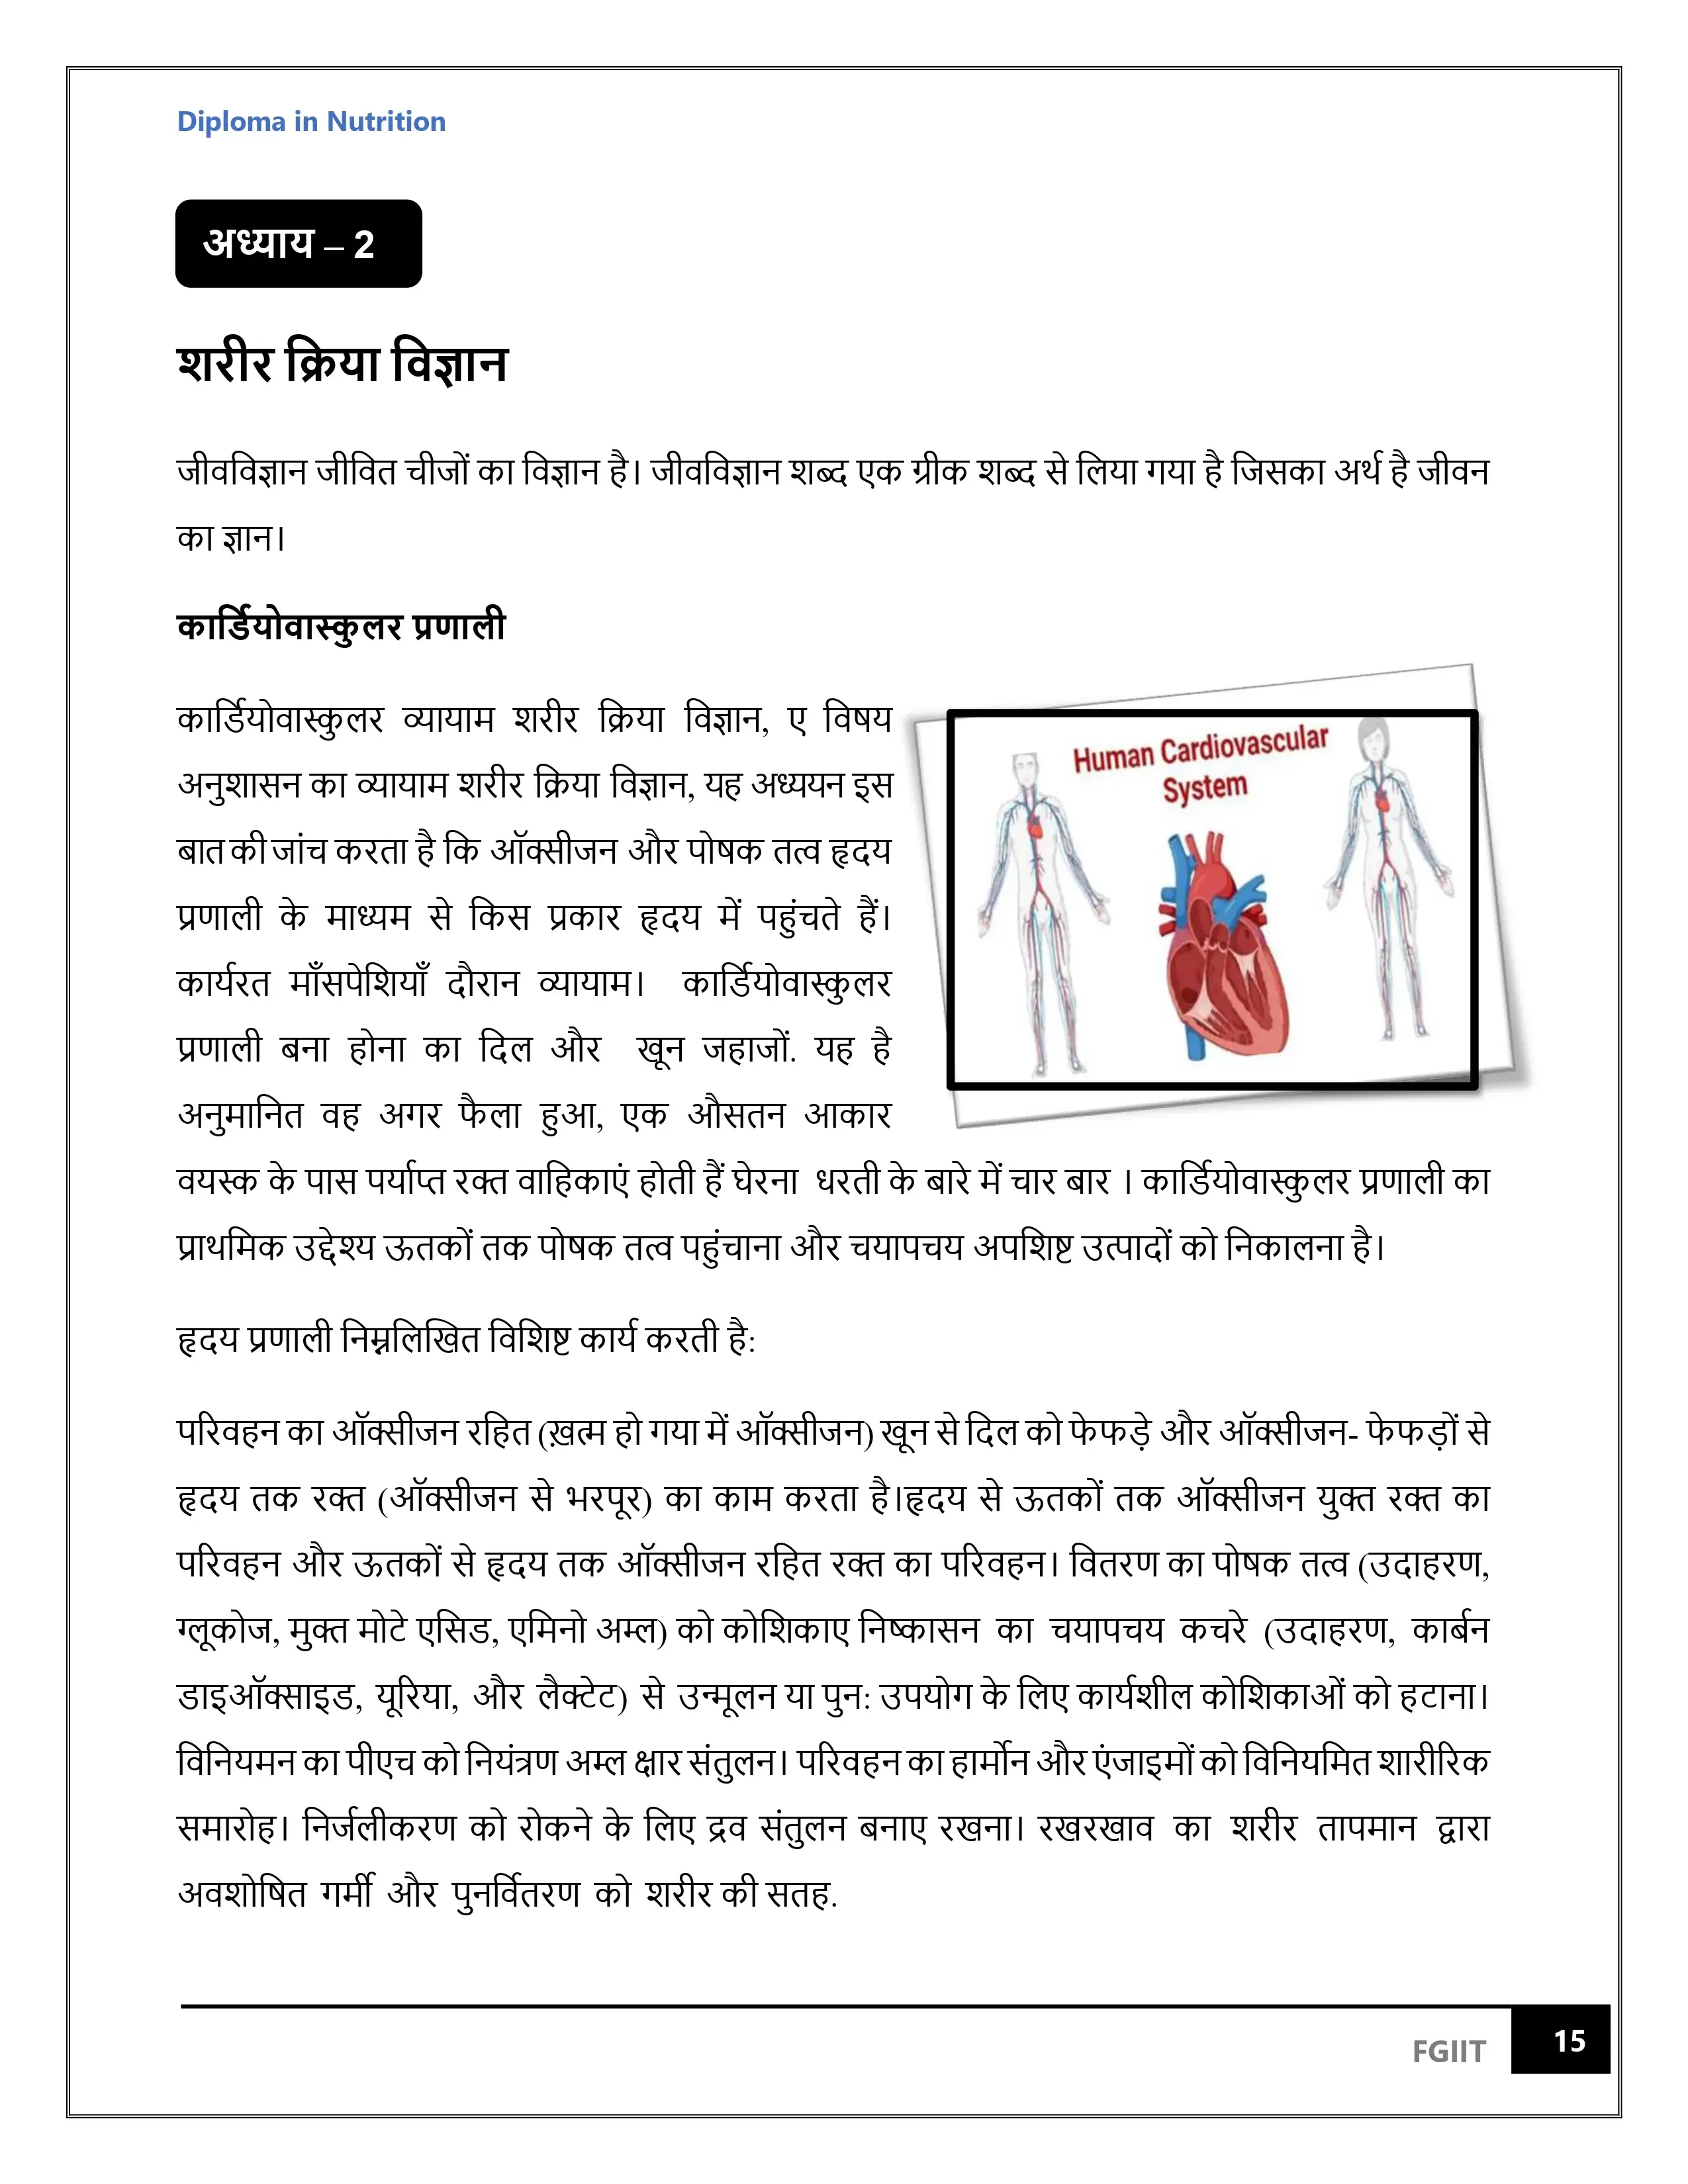 Diploma in Nutrition
अध्याय – 2
शरीर क्रिया विज्ञान
जीवविज्ञान जीवित चीजों का विज्ञान है। जीवविज्ञान शब्द एक ग्रीक शब्द से लिया गया है जिसका अर्थ है जीवन
का ज्ञान।
कार्डियोवास्कुलर प्रणाली
कार्डियोवास्कुलर व्यायाम शरीर क्रिया विज्ञान, ए विषय
अनुशासन का व्यायाम शरीर क्रिया विज्ञान, यह अध्ययन इस
बात की जांच करता है कि ऑक्सीजन और पोषक तत्व हृदय
प्रणाली के माध्यम से किस प्रकार हृदय में पहुंचते हैं।
कार्यरत माँसपेशियाँ दौरान व्यायाम। कार्डियोवास्कुलर
प्रणाली बना होना का दिल और खून जहाजों. यह है
अनुमानित वह अगर फैला हुआ, एक औसतन आकार
Human Cardiovascular
System
वयस्क के पास पर्याप्त रक्त वाहिकाएं होती हैं घेरना धरती के बारे में चार बार । कार्डियोवास्कुलर प्रणाली का
प्राथमिक उद्देश्य ऊतकों तक पोषक तत्व पहुंचाना और चयापचय अपशिष्ट उत्पादों को निकालना है।
हृदय प्रणाली निम्नलिखित विशिष्ट कार्य करती है:
परिवहन का ऑक्सीजन रहित (ख़त्म हो गया में ऑक्सीजन) खून से दिल को फेफड़े और ऑक्सीजन- फेफड़ों से
हृदय तक रक्त (ऑक्सीजन से भरपूर) का काम करता है।हृदय से ऊतकों तक ऑक्सीजन युक्त रक्त का
परिवहन और ऊतकों से हृदय तक ऑक्सीजन रहित रक्त का परिवहन। वितरण का पोषक तत्व (उदाहरण,
ग्लूकोज, मुक्त मोटे एसिड, एमिनो अम्ल) को कोशिकाए निष्कासन का चयापचय कचरे (उदाहरण, कार्बन
डाइऑक्साइड, यूरिया, और लैक्टेट) से उन्मूलन या पुन: उपयोग के लिए कार्यशील कोशिकाओं को हटाना।
विनियमन का पीएच को नियंत्रण अम्ल क्षार संतुलन। परिवहन का हार्मोन और एंजाइमों को विनियमित शारीरिक
समारोह। निर्जलीकरण को रोकने के लिए द्रव संतुलन बनाए रखना। रखरखाव का शरीर तापमान द्वारा
अवशोषित गर्मी और पुनर्वितरण को शरीर की सतह.
FGIIT
15